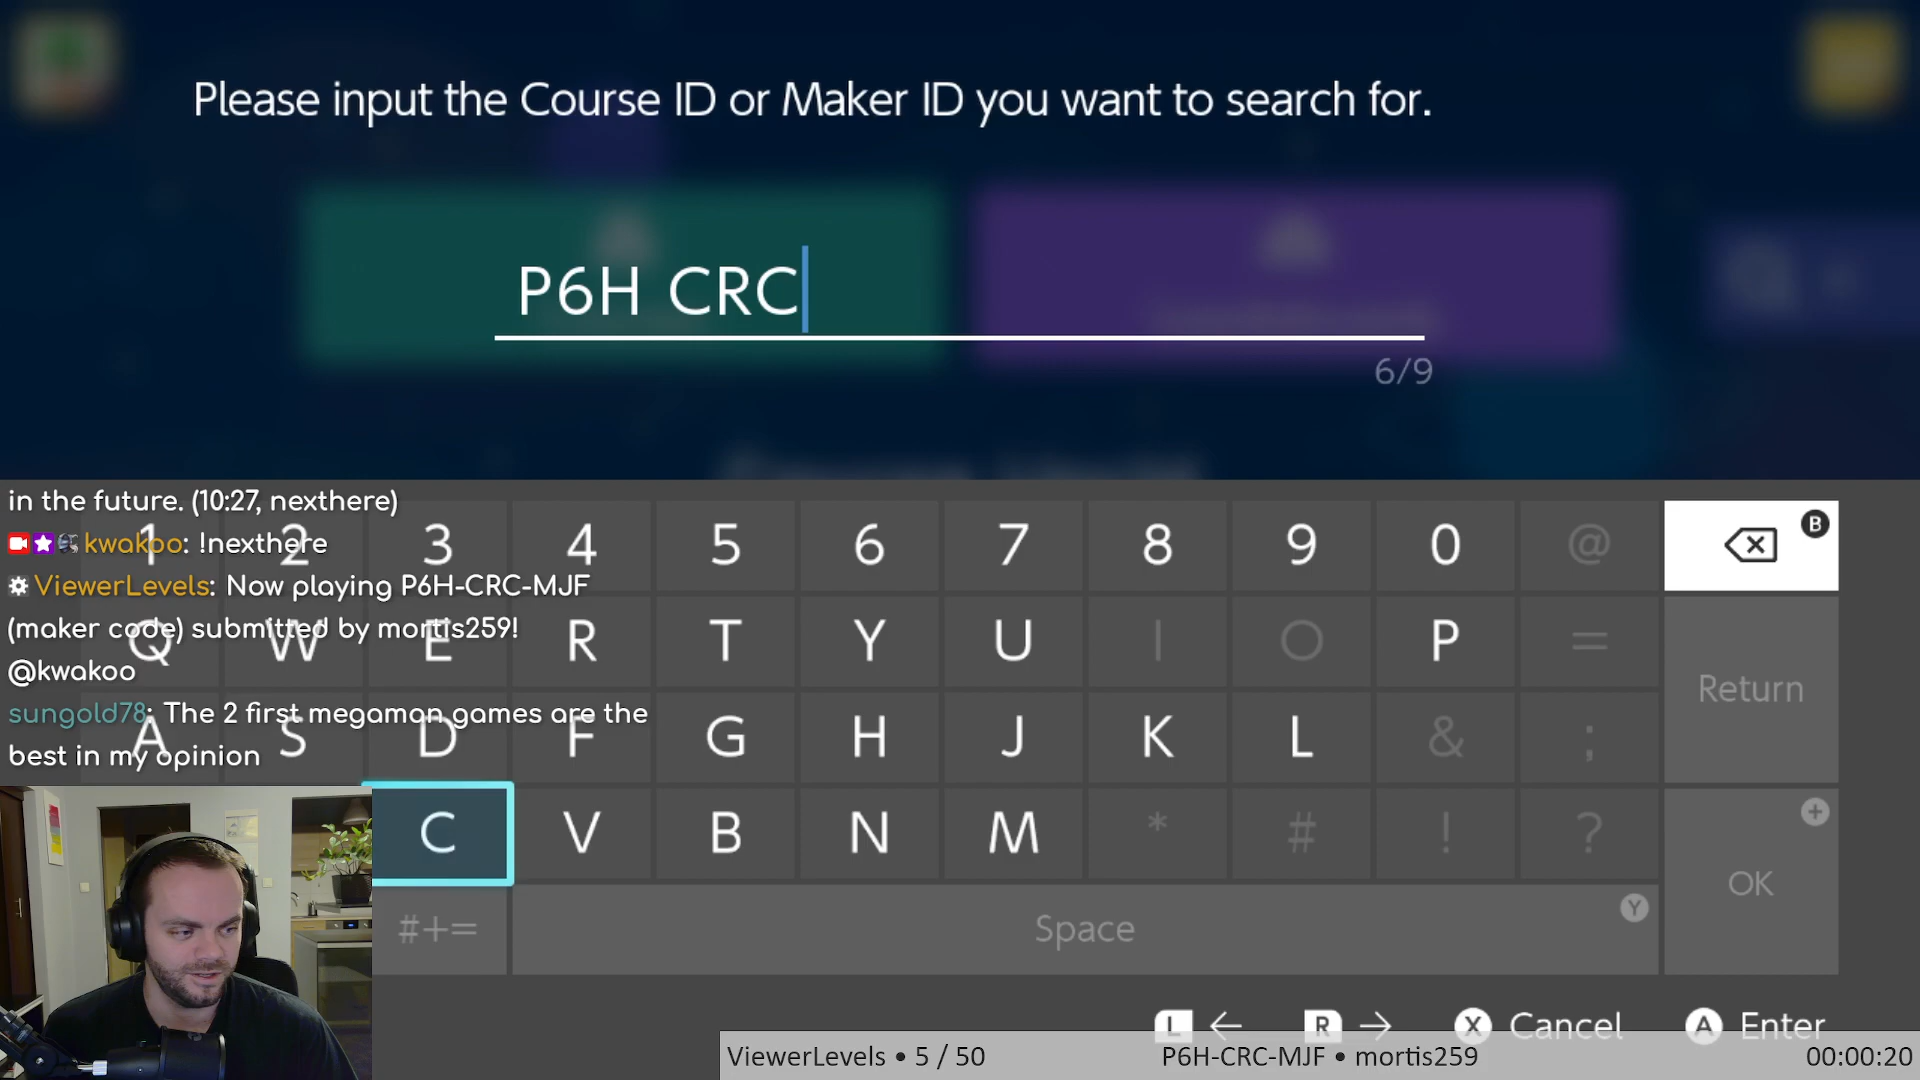 Please input the Course ID or Maker ID you want to search for.
P6H CRC
6/9
in the future. (10:27, nexthere)
kwakoo: !nexthere
ViewerLevels: Now playing P6H-CRC-MJF
(maker code) submitted by mortis259!
@kwakoo
sungold78: The 2 first megaman games are the
best in my opinion
1 2 3 4 5 6 7 8 9 0 @ B
Q W E R T Y U I O P =
Return
A S D F G H J K L & ;
C V B N M * # ! ? +
OK
#+= Space Y
L ← R → X Cancel A Enter
ViewerLevels • 5 / 50 P6H-CRC-MJF • mortis259 00:00:20